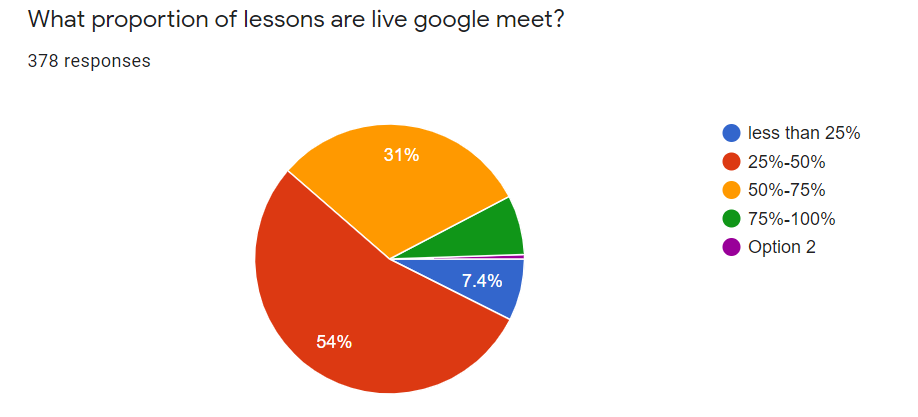 What proportion of lessons are live google meet?
378 responses
31%
7.4%
54%
less than 25%
25%-50%
50%-75%
75%-100%
Option 2